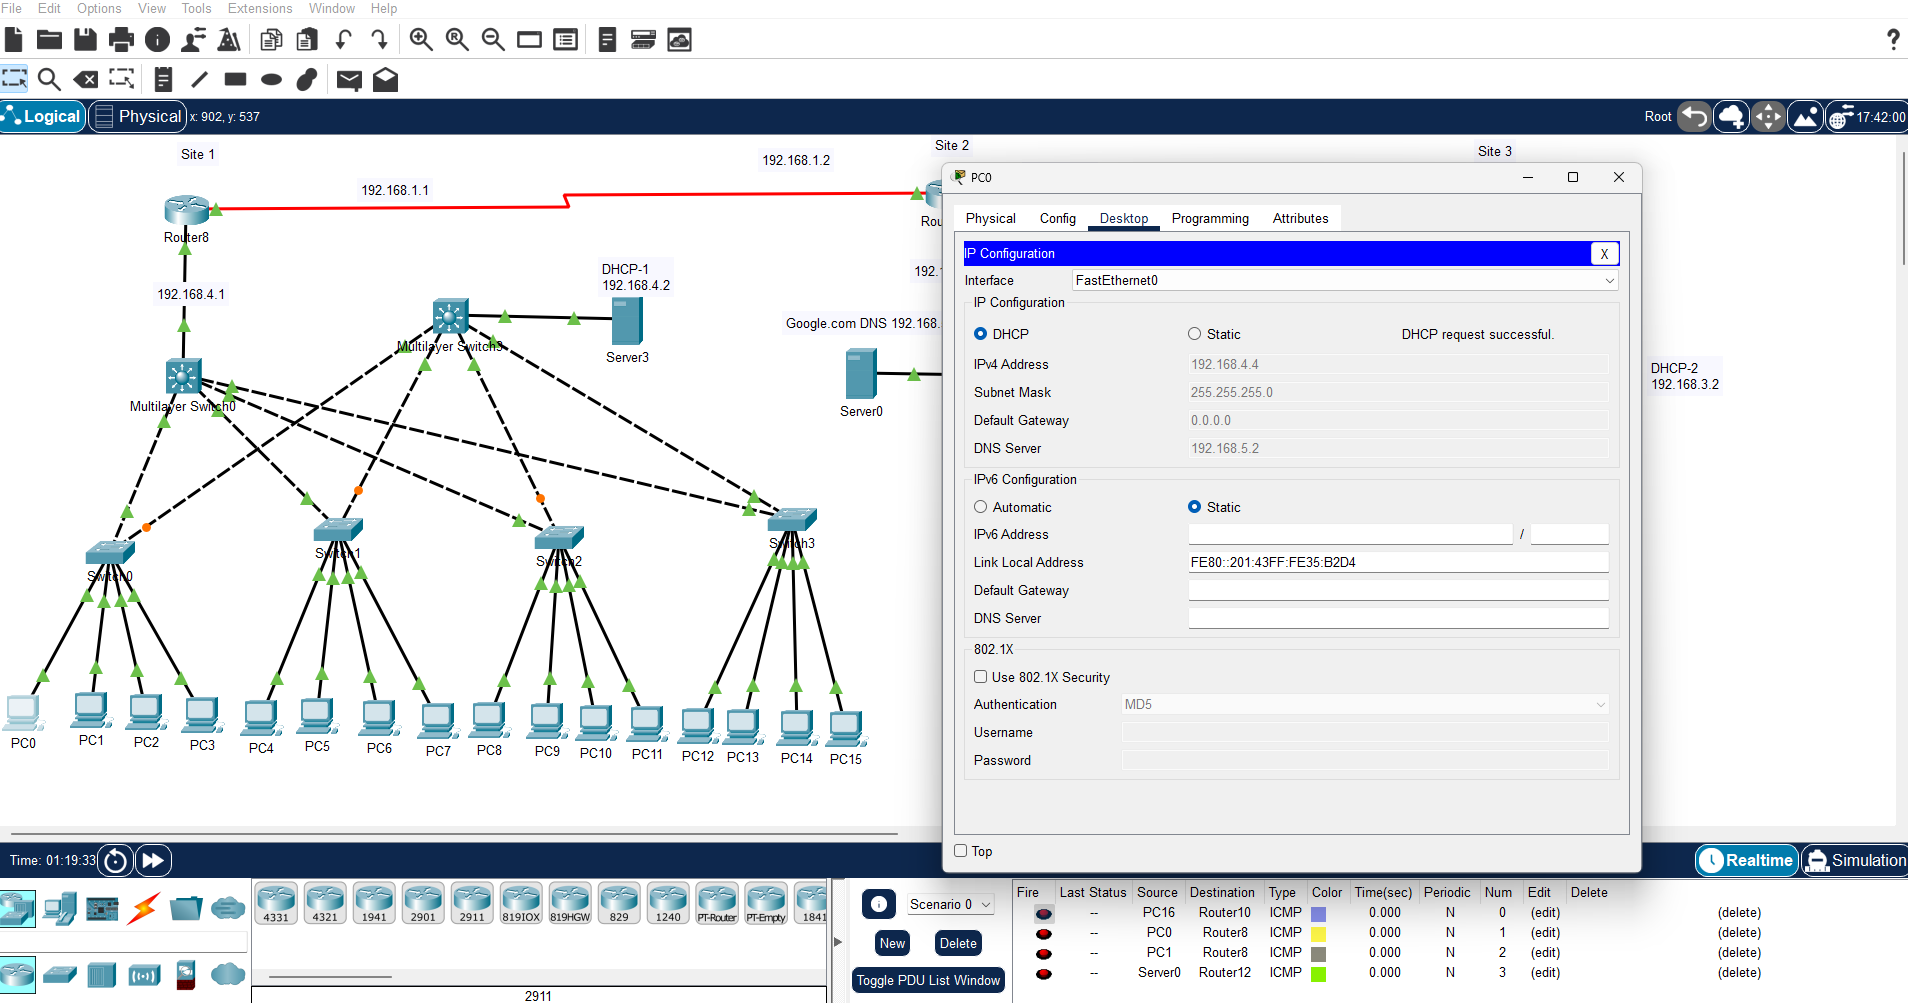 File Edit Options View Tools Extensions Window Help
?
Logical Physical x: 902, y: 537 Root 17:42:00
Site 1
Site 2
Site 3
192.168.1.2
192.168.1.1
Router8
192.168.4.1
DHCP-1
192.168.4.2
Multilayer Switch3
Server3
Multilayer Switch0
Google.com DNS 192.168.
Server0
192.
Rou
DHCP-2
192.168.3.2
Switch0
Switch1
Switch2
Switch3
PC0
PC1
PC2
PC3
PC4
PC5
PC6
PC7
PC8
PC9
PC10
PC11
PC12
PC13
PC14
PC15
PC0
Physical Config Desktop Programming Attributes
IP Configuration X
Interface FastEthernet0
IP Configuration
DHCP Static DHCP request successful.
IPv4 Address 192.168.4.4
Subnet Mask 255.255.255.0
Default Gateway 0.0.0.0
DNS Server 192.168.5.2
IPv6 Configuration
Automatic Static
IPv6 Address /
Link Local Address FE80::201:43FF:FE35:B2D4
Default Gateway
DNS Server
802.1X
Use 802.1X Security
Authentication MD5
Username
Password
Top
Time: 01:19:33 Realtime Simulation
4331 4321 1941 2901 2911 819IOX 819HGW 829 1240 PT-Router PT-Empty 1841
2911
Scenario 0
New Delete
Toggle PDU List Window
Fire Last Status Source Destination Type Color Time(sec) Periodic Num Edit Delete
-- PC16 Router10 ICMP 0.000 N 0 (edit) (delete)
-- PC0 Router8 ICMP 0.000 N 1 (edit) (delete)
-- PC1 Router8 ICMP 0.000 N 2 (edit) (delete)
-- Server0 Router12 ICMP 0.000 N 3 (edit) (delete)